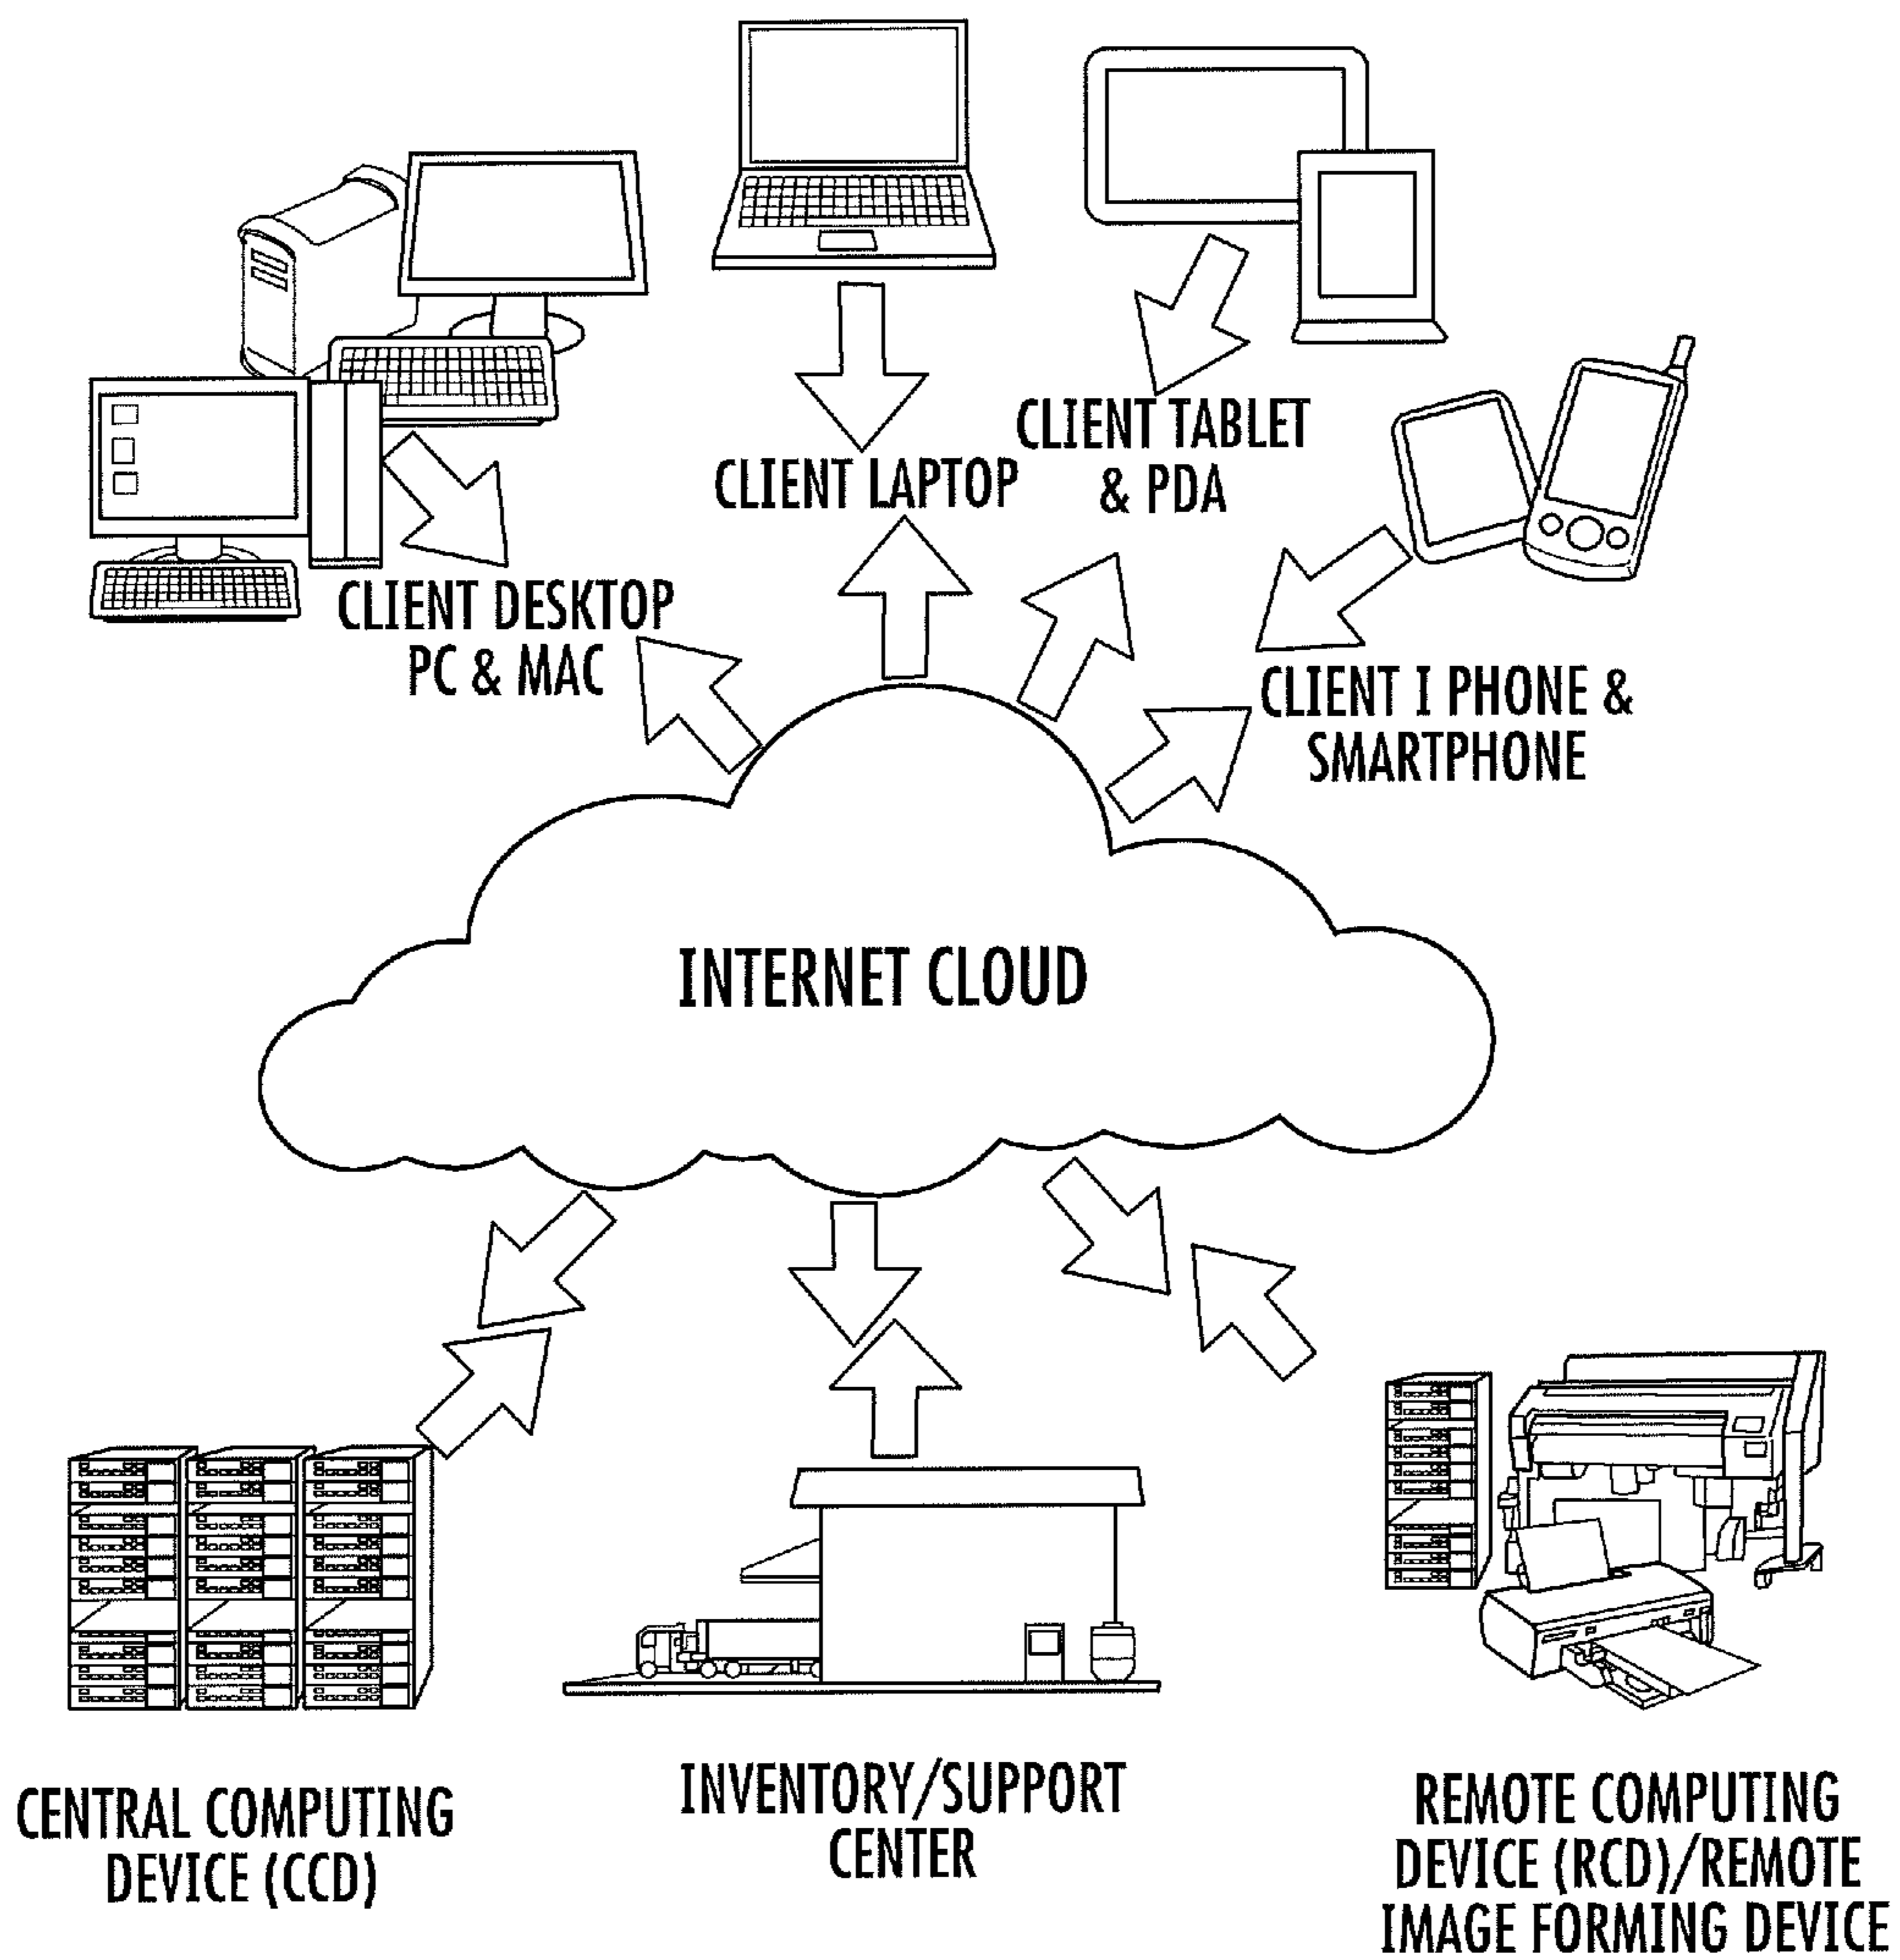 CLIENT LAPTOP
CLIENT TABLET
& PDA
CLIENT DESKTOP
PC & MAC
CLIENT I PHONE &
SMARTPHONE
INTERNET CLOUD
CENTRAL COMPUTING
DEVICE (CCD)
INVENTORY/SUPPORT
CENTER
REMOTE COMPUTING
DEVICE (RCD)/REMOTE
IMAGE FORMING DEVICE